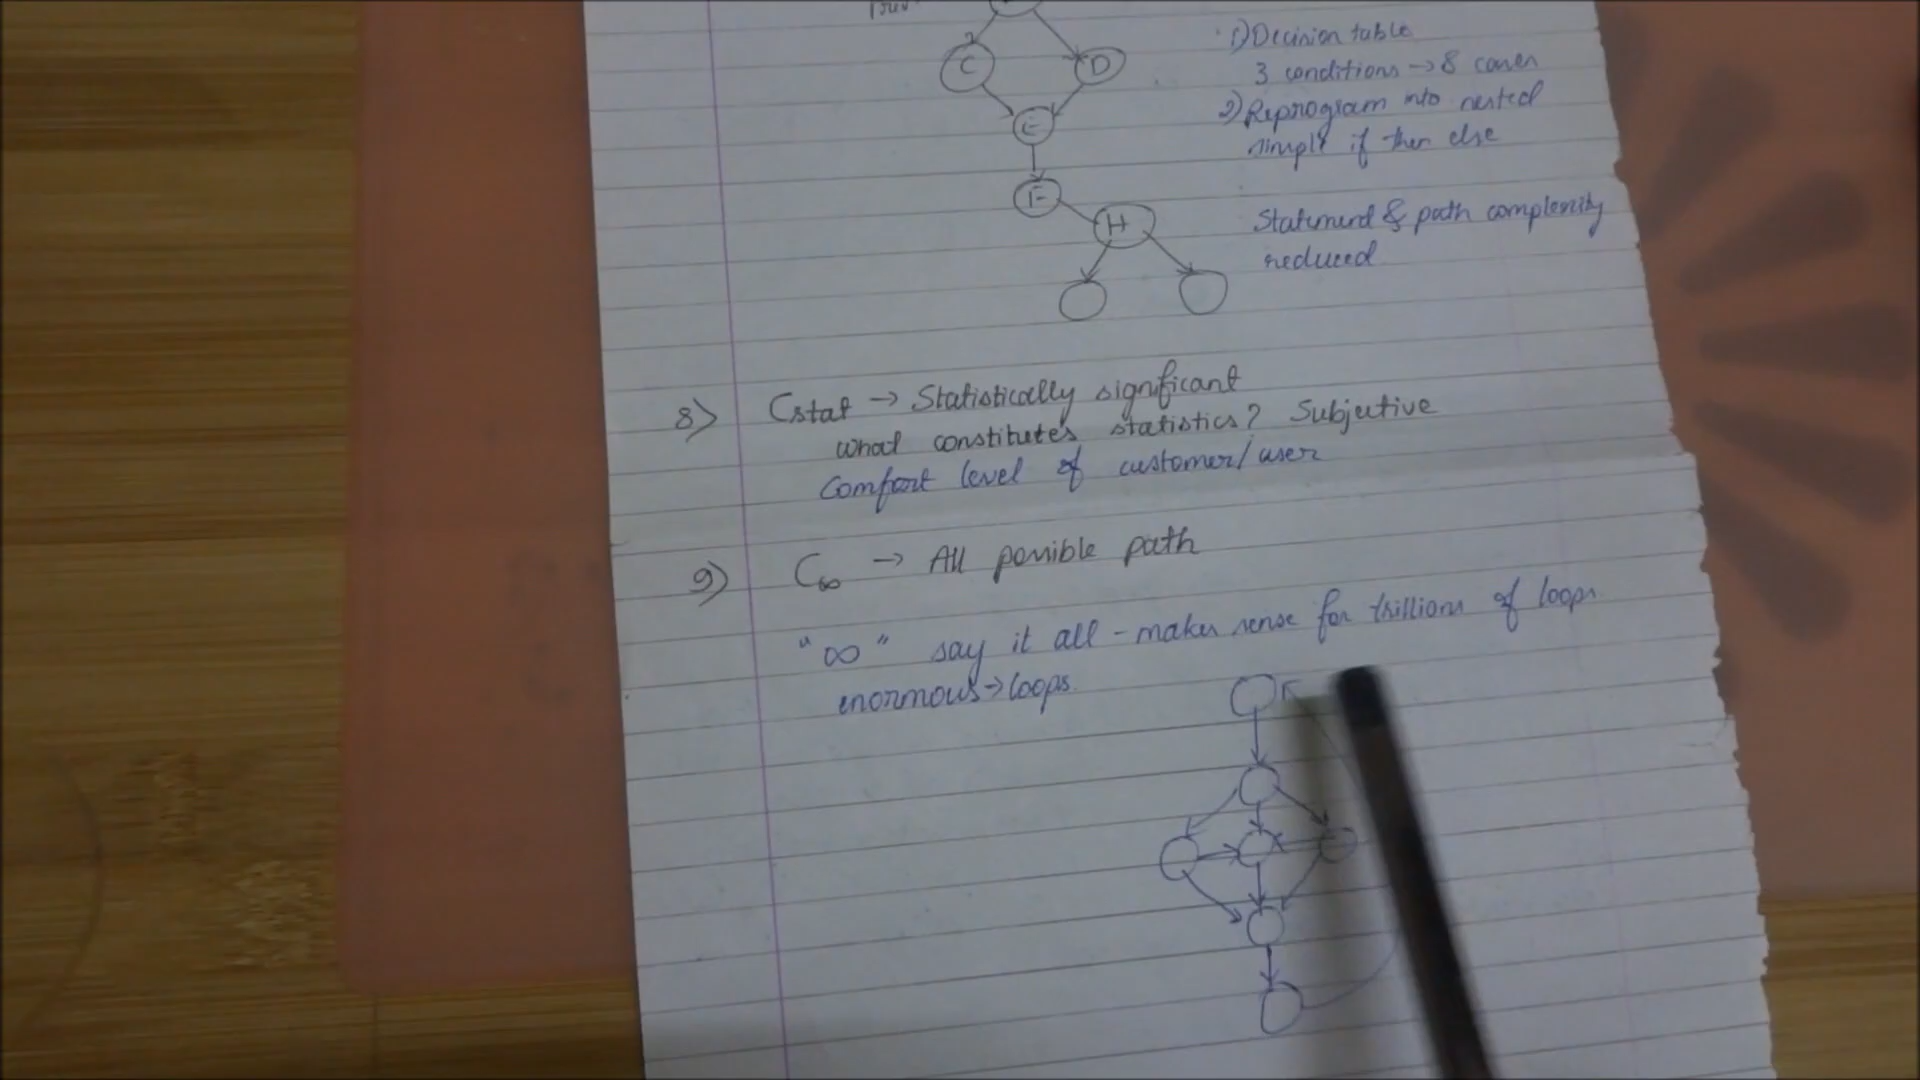 C
D
E
F
H
1) Decision table
3 conditions → 8 cases
2) Reprogram into nested
simple if then else
Statement & path complexity
reduced
8) Cstat → Statistically significant
what constitutes statistics? Subjective
Comfort level of customer/user
9) C∞ → All possible path
"∞" say it all - makes sense for trillions of loops
enormous → loops